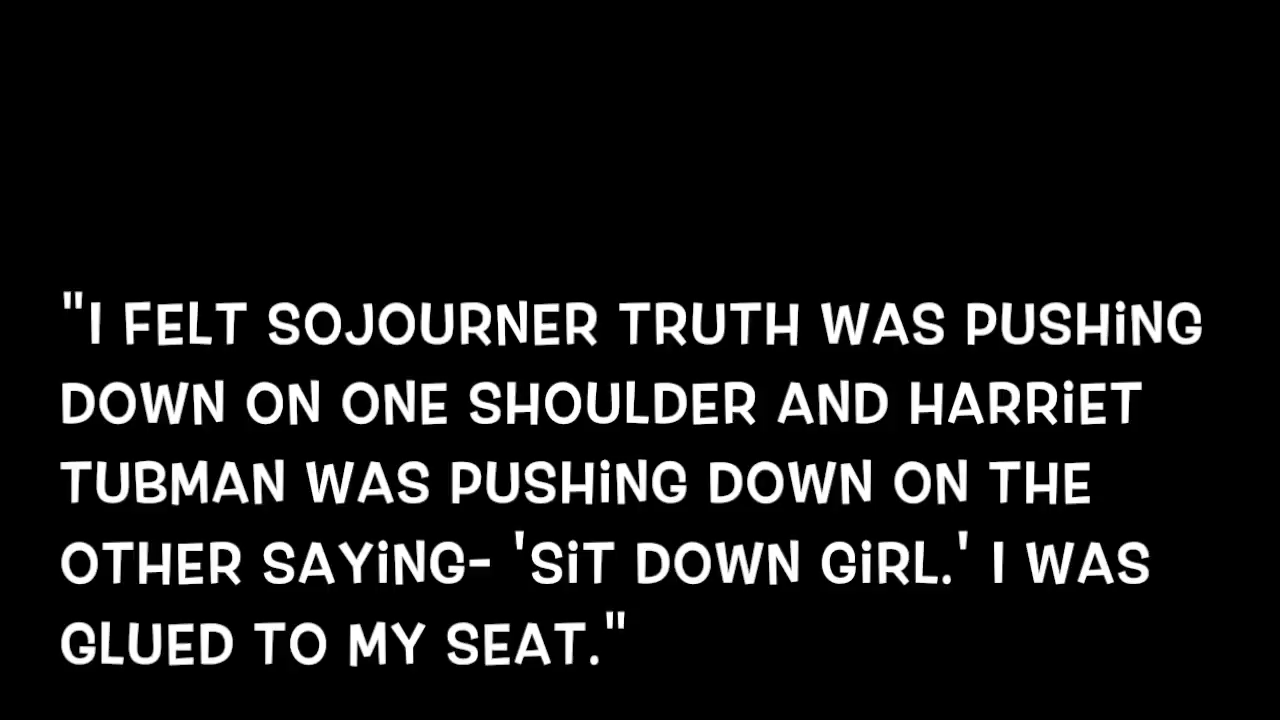 "I FELT SOJOURNER TRUTH WAS PUSHiNG
DOWN ON ONE SHOULDER AND HARRiET
TUBMAN WAS PUSHiNG DOWN ON THE
OTHER SAYiNG- 'SiT DOWN GiRL.' I WAS
GLUED TO MY SEAT."